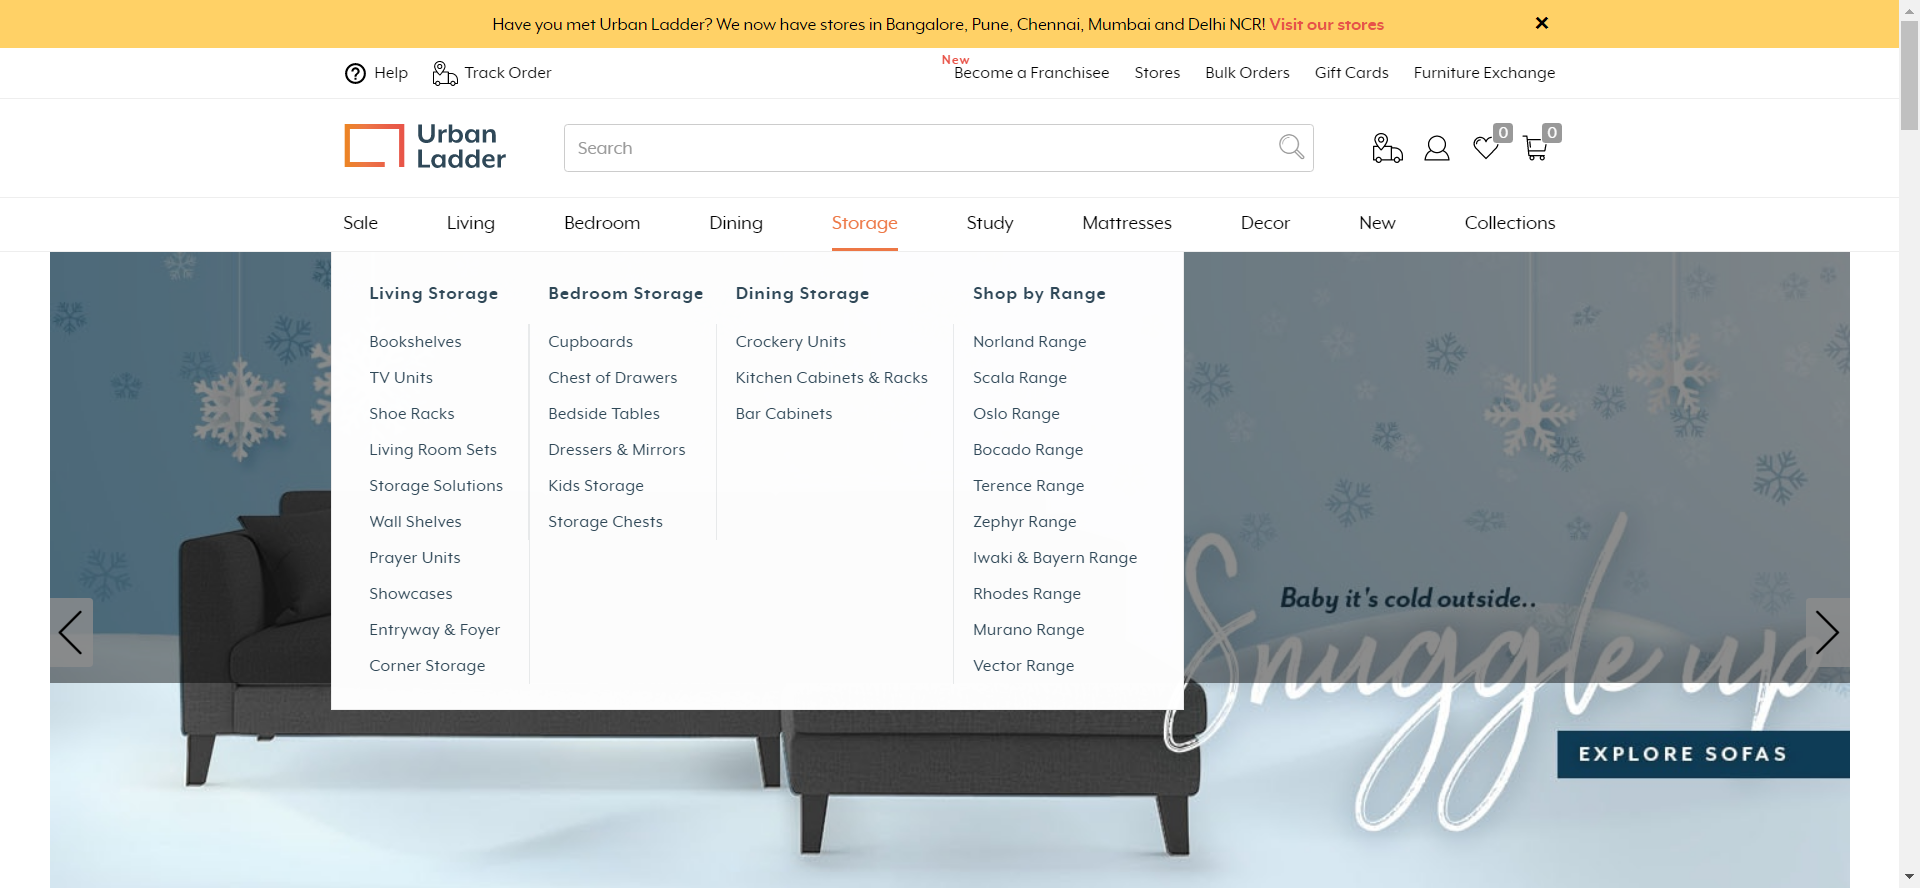 Have you met Urban Ladder? We now have stores in Bangalore, Pune, Chennai, Mumbai and Delhi NCR! Visit our stores
Help
Track Order
New
Become a Franchisee
Stores
Bulk Orders
Gift Cards
Furniture Exchange
Urban
Ladder
Search
0
0
Sale
Living
Bedroom
Dining
Storage
Study
Mattresses
Decor
New
Collections
Living Storage
Bookshelves
TV Units
Shoe Racks
Living Room Sets
Storage Solutions
Wall Shelves
Prayer Units
Showcases
Entryway & Foyer
Corner Storage
Bedroom Storage
Cupboards
Chest of Drawers
Bedside Tables
Dressers & Mirrors
Kids Storage
Storage Chests
Dining Storage
Crockery Units
Kitchen Cabinets & Racks
Bar Cabinets
Shop by Range
Norland Range
Scala Range
Oslo Range
Bocado Range
Terence Range
Zephyr Range
Iwaki & Bayern Range
Rhodes Range
Murano Range
Vector Range
Baby it's cold outside..
Snuggle up
EXPLORE SOFAS